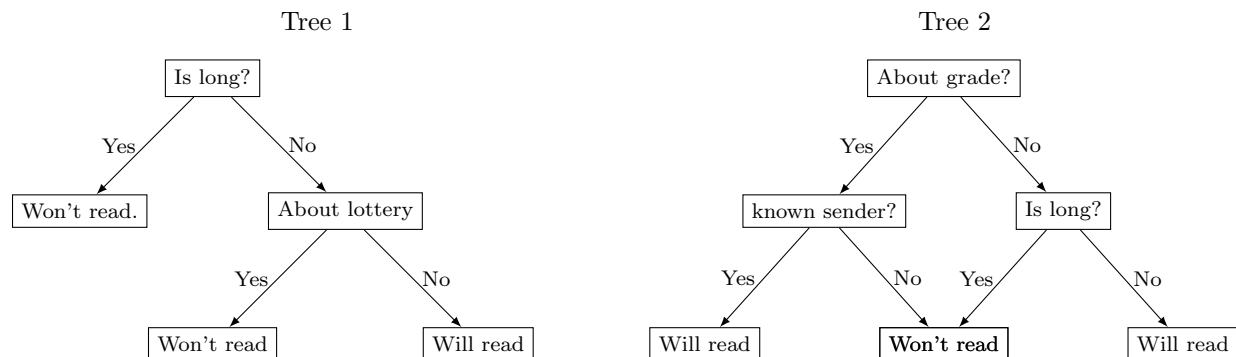 Tree 1
Is long?
Yes
No
Won't read.
About lottery
Yes
No
Won't read
Will read
Tree 2
About grade?
Yes
No
known sender?
Is long?
Yes
No
Yes
No
Will read
Won't read
Will read